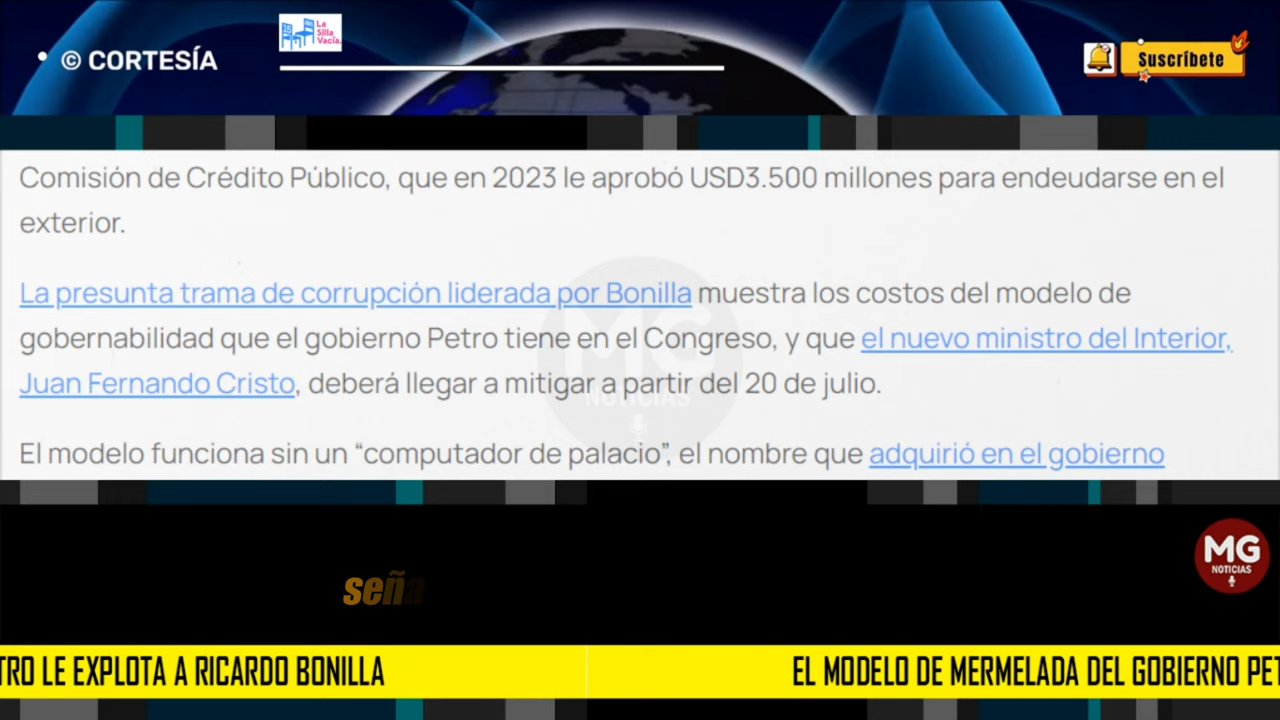 © CORTESÍA
La
Silla
Vacía.
Suscríbete
Comisión de Crédito Público, que en 2023 le aprobó USD3.500 millones para endeudarse en el
exterior.
La presunta trama de corrupción liderada por Bonilla muestra los costos del modelo de
gobernabilidad que el gobierno Petro tiene en el Congreso, y que el nuevo ministro del Interior,
Juan Fernando Cristo, deberá llegar a mitigar a partir del 20 de julio.
El modelo funciona sin un “computador de palacio”, el nombre que adquirió en el gobierno
MG
NOTICIAS
MG
NOTICIAS
seña
TRO LE EXPLOTA A RICARDO BONILLA
EL MODELO DE MERMELADA DEL GOBIERNO PET